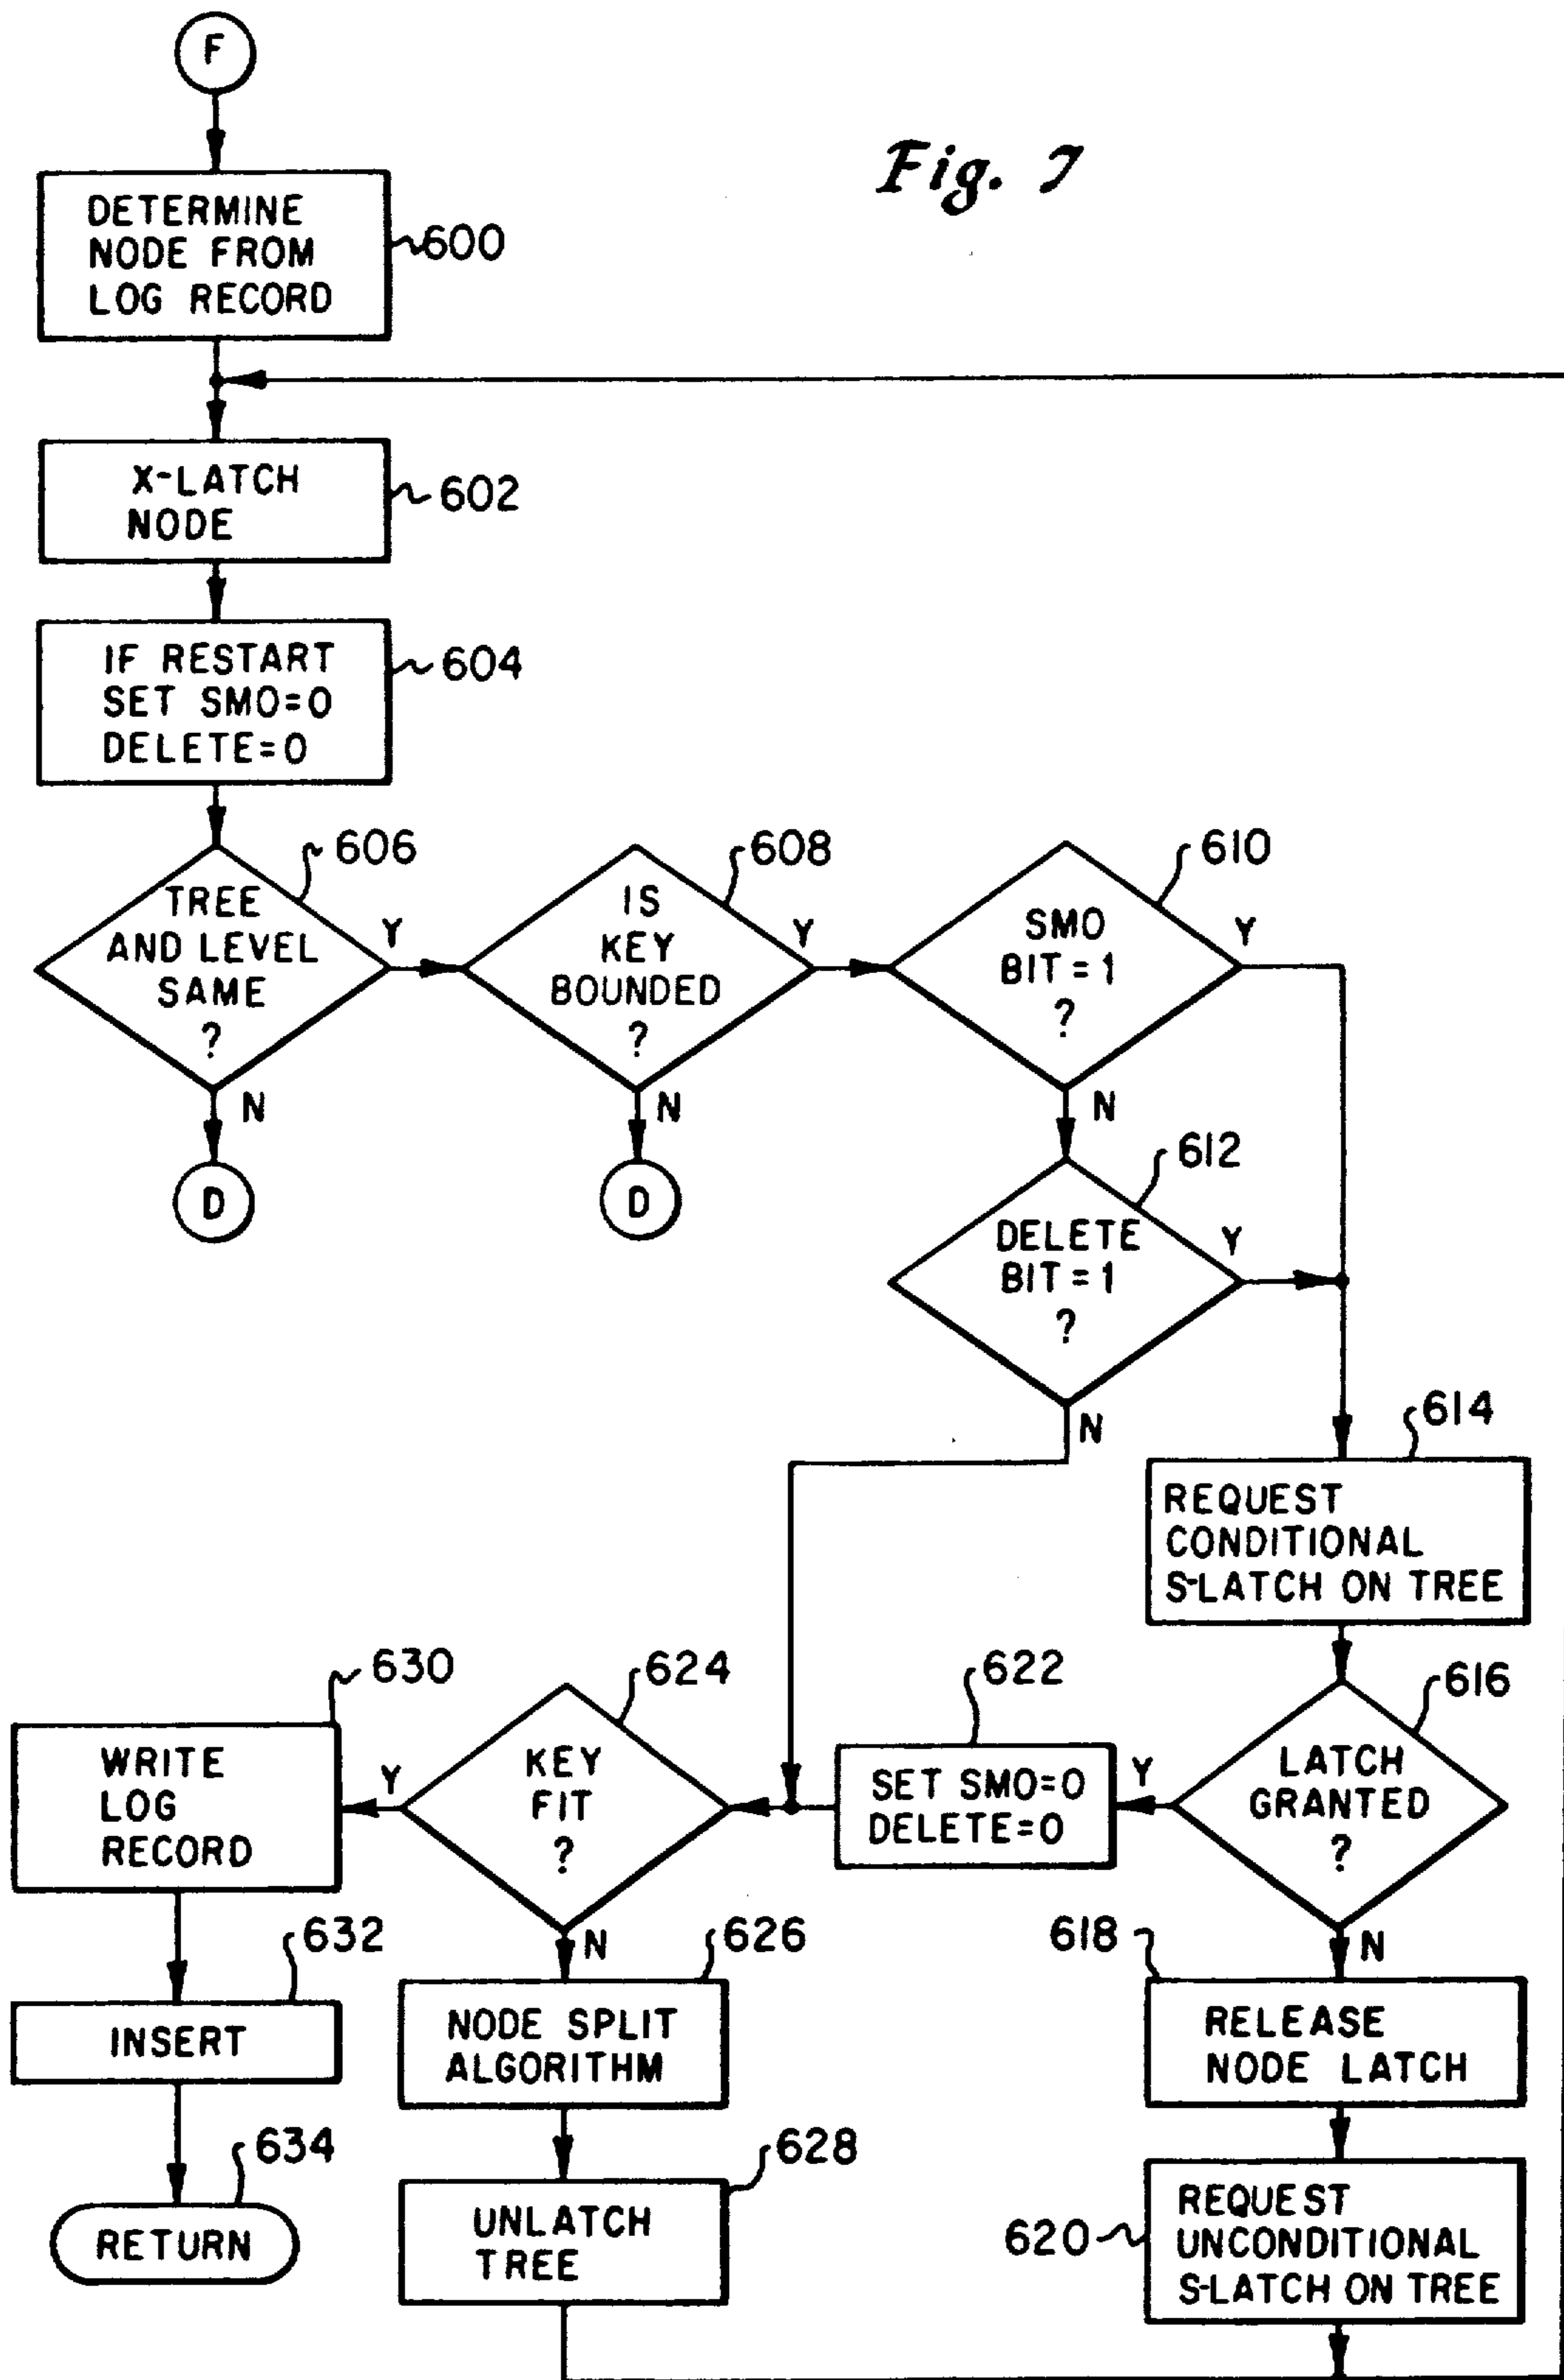 F
Fig. 7
DETERMINE
NODE FROM
LOG RECORD
600
X-LATCH
NODE
602
IF RESTART
SET SMO=0
DELETE=0
604
TREE
AND LEVEL
SAME
?
606
Y
N
D
IS
KEY
BOUNDED
?
608
Y
N
D
SMO
BIT = 1
?
610
Y
N
DELETE
BIT = 1
?
612
Y
N
614
REQUEST
CONDITIONAL
S-LATCH ON TREE
616
LATCH
GRANTED
?
Y
N
622
SET SMO=0
DELETE=0
624
KEY
FIT
?
Y
N
630
WRITE
LOG
RECORD
632
INSERT
634
RETURN
626
NODE SPLIT
ALGORITHM
628
UNLATCH
TREE
618
RELEASE
NODE LATCH
620
REQUEST
UNCONDITIONAL
S-LATCH ON TREE